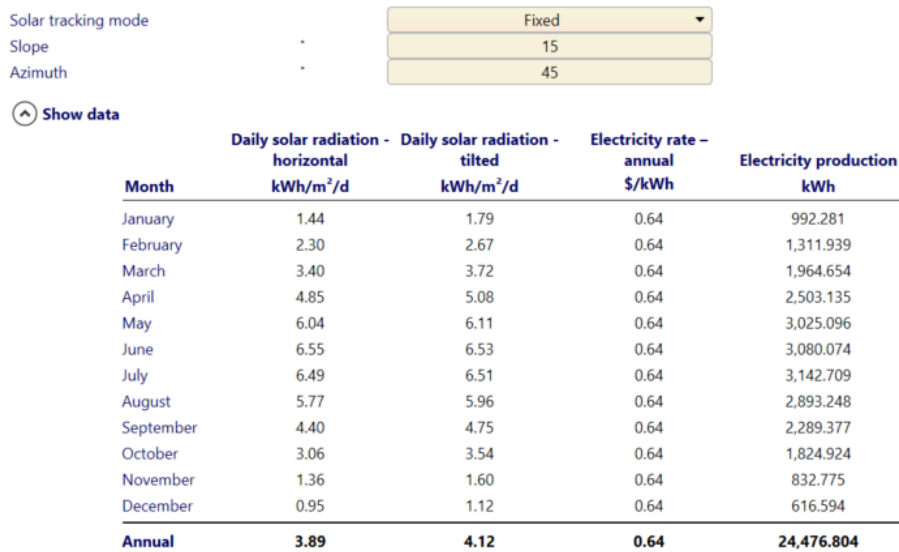 Solar tracking mode Fixed
Slope ° 15
Azimuth ° 45
Show data
Daily solar radiation - Daily solar radiation - Electricity rate –
horizontal tilted annual Electricity production
Month kWh/m²/d kWh/m²/d $/kWh kWh
January 1.44 1.79 0.64 992.281
February 2.30 2.67 0.64 1,311.939
March 3.40 3.72 0.64 1,964.654
April 4.85 5.08 0.64 2,503.135
May 6.04 6.11 0.64 3,025.096
June 6.55 6.53 0.64 3,080.074
July 6.49 6.51 0.64 3,142.709
August 5.77 5.96 0.64 2,893.248
September 4.40 4.75 0.64 2,289.377
October 3.06 3.54 0.64 1,824.924
November 1.36 1.60 0.64 832.775
December 0.95 1.12 0.64 616.594
Annual 3.89 4.12 0.64 24,476.804